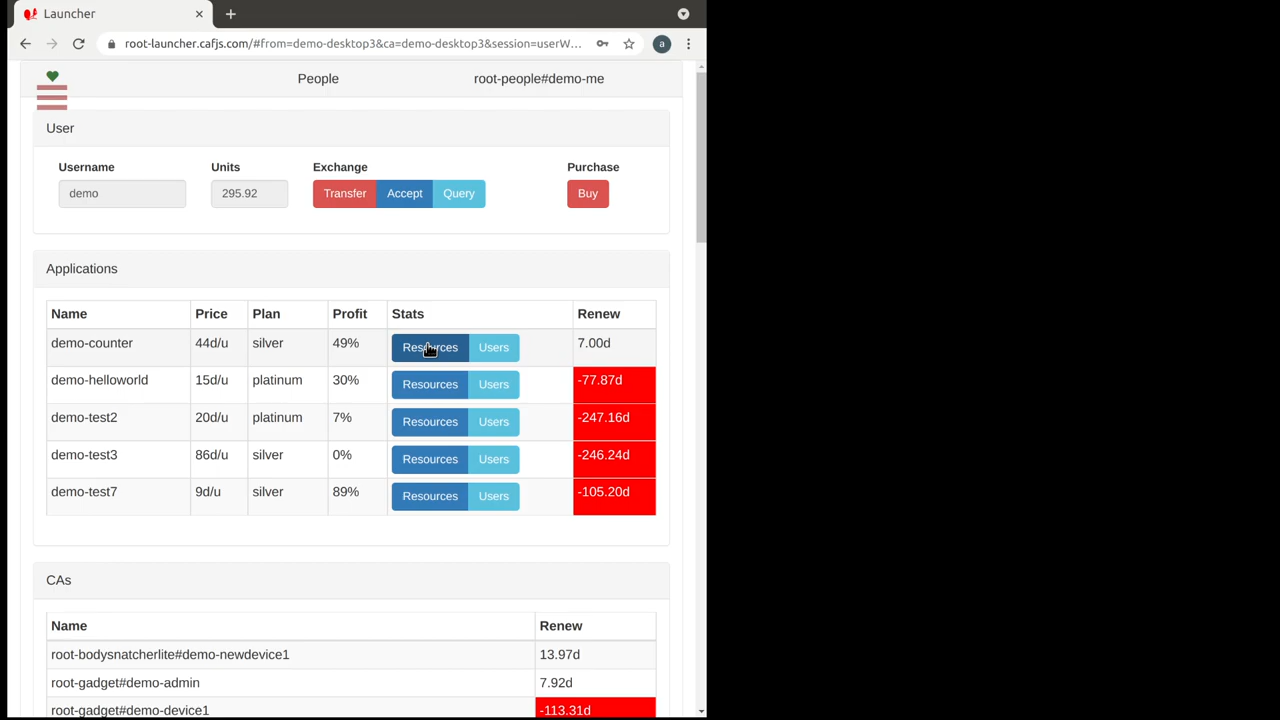 Launcher
root-launcher.cafjs.com/#from=demo-desktop3&ca=demo-desktop3&session=userW...
a
People root-people#demo-me
User
Username Units Exchange Purchase
demo 295.92 Transfer Accept Query Buy
Applications
Name Price Plan Profit Stats Renew
demo-counter 44d/u silver 49% Resources Users 7.00d
demo-helloworld 15d/u platinum 30% Resources Users -77.87d
demo-test2 20d/u platinum 7% Resources Users -247.16d
demo-test3 86d/u silver 0% Resources Users -246.24d
demo-test7 9d/u silver 89% Resources Users -105.20d
CAs
Name Renew
root-bodysnatcherlite#demo-newdevice1 13.97d
root-gadget#demo-admin 7.92d
root-gadget#demo-device1 -113.31d